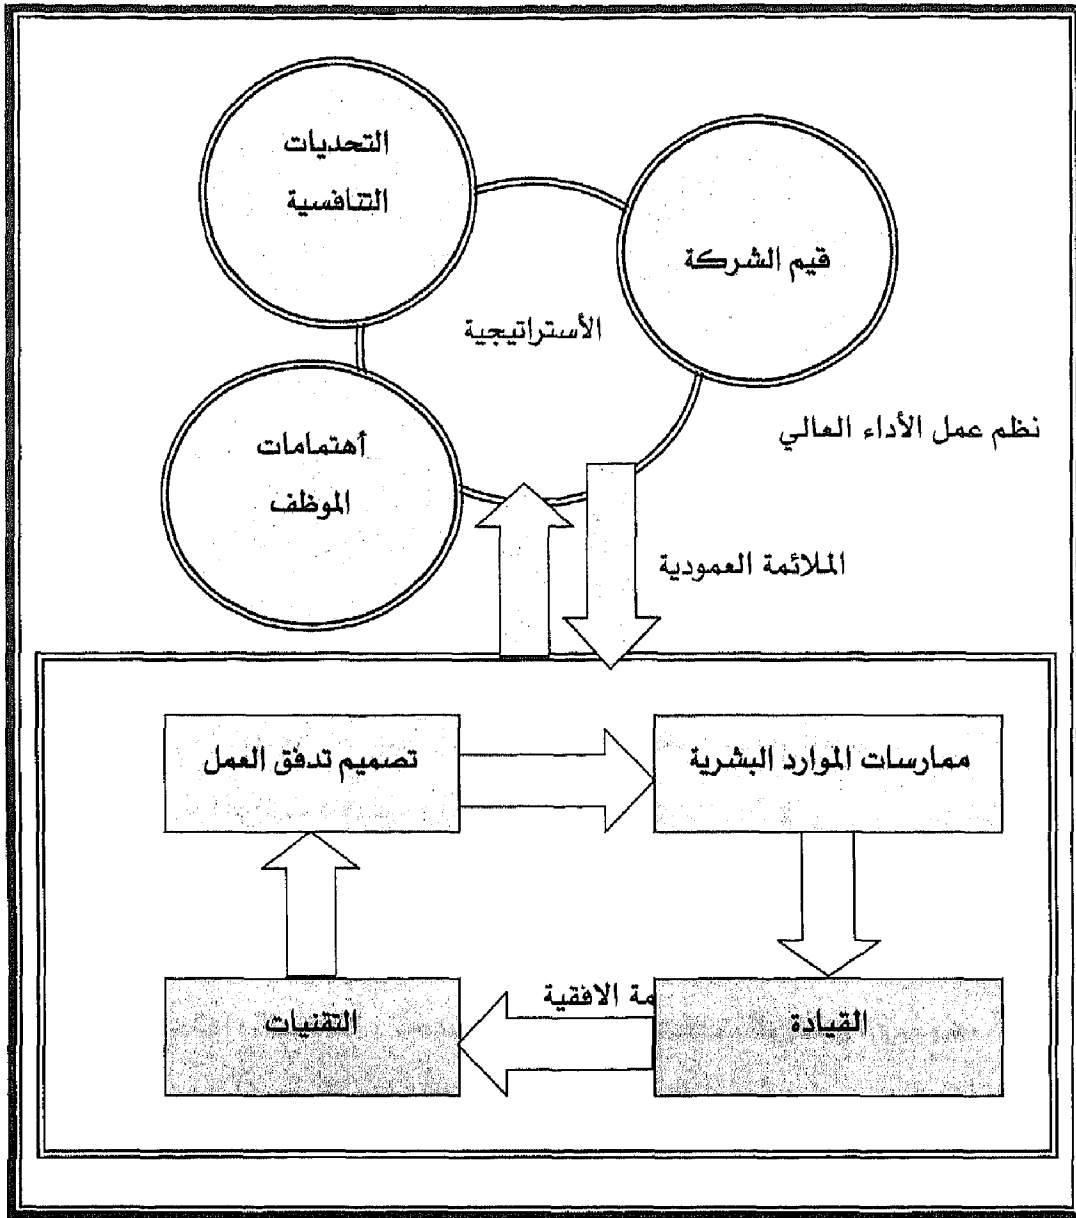 التحديات
التنافسية
قيم الشركة
الأستراتيجية
أهتمامات
الموظف
نظم عمل الأداء العالي
الملائمة العمودية
تصميم تدفق العمل
ممارسات الموارد البشرية
مة الافقية
التقنيات
القيادة